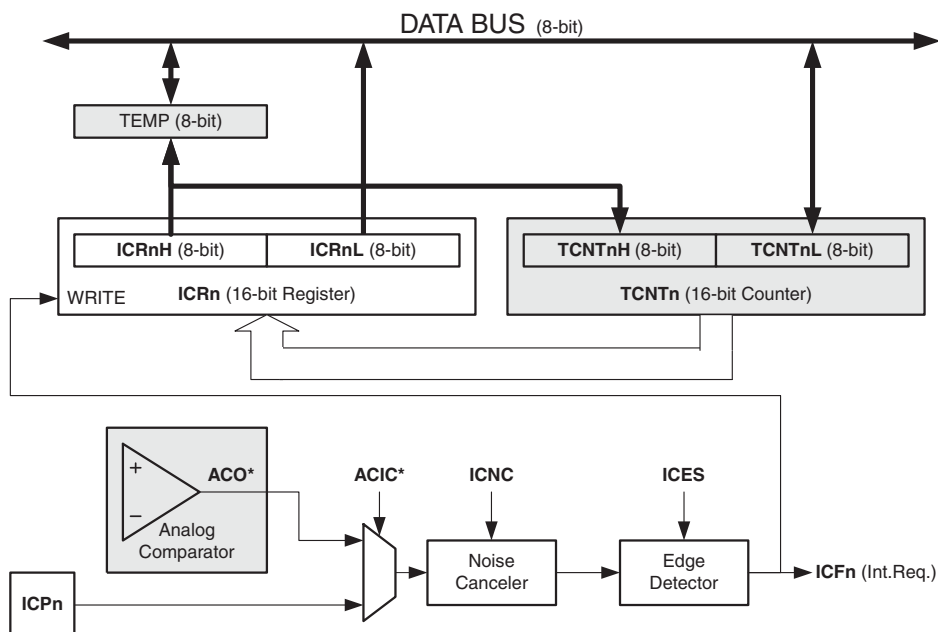 DATA BUS (8-bit)
TEMP (8-bit)
ICRnH (8-bit)
ICRnL (8-bit)
TCNTnH (8-bit)
TCNTnL (8-bit)
WRITE
ICRn (16-bit Register)
TCNTn (16-bit Counter)
+
−
ACO*
Analog
Comparator
ACIC*
ICNC
ICES
Noise
Canceler
Edge
Detector
ICFn (Int.Req.)
ICPn